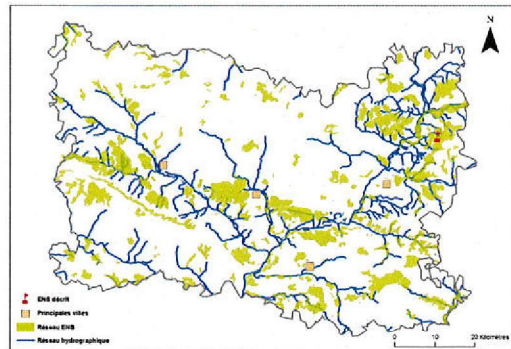 N
ENS décrit
Principales villes
Réseau ENS
Réseau hydrographique
0 10 20 Kilomètres